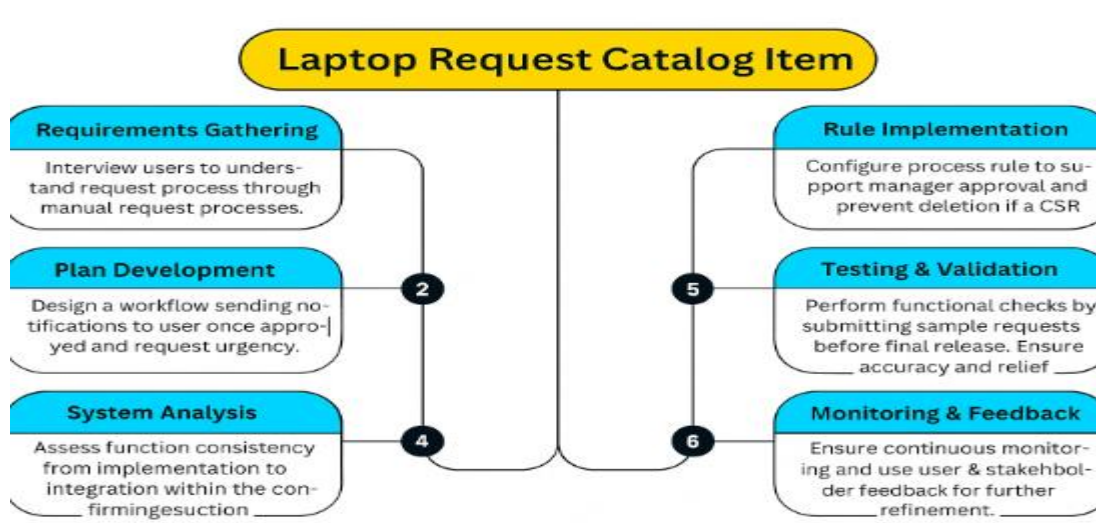 Laptop Request Catalog Item
Requirements Gathering
Interview users to unders-
tand request process through
manual request processes.
Plan Development
Design a workflow sending no-
tifications to user once appro-
yed and request urgency.
2
System Analysis
Assess function consistency
from implementation to
integration within the con-
firmingesuction
4
Rule Implementation
Configure process rule to su-
pport manager approval and
prevent deletion if a CSR
Testing & Validation
Perform functional checks by
submitting sample requests
before final release. Ensure
accuracy and relief
5
Monitoring & Feedback
Ensure continuous monitor-
ing and use user & stakehbol-
der feedback for further
refinement.
6